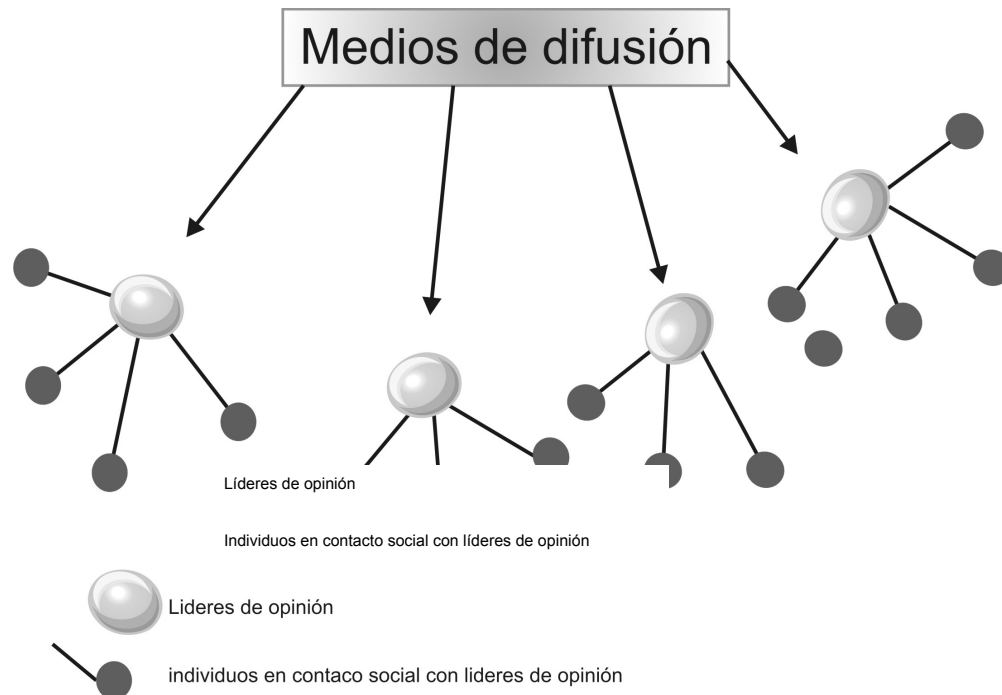 Medios de difusión
Líderes de opinión
Individuos en contacto social con líderes de opinión
Lideres de opinión
individuos en contaco social con lideres de opinión